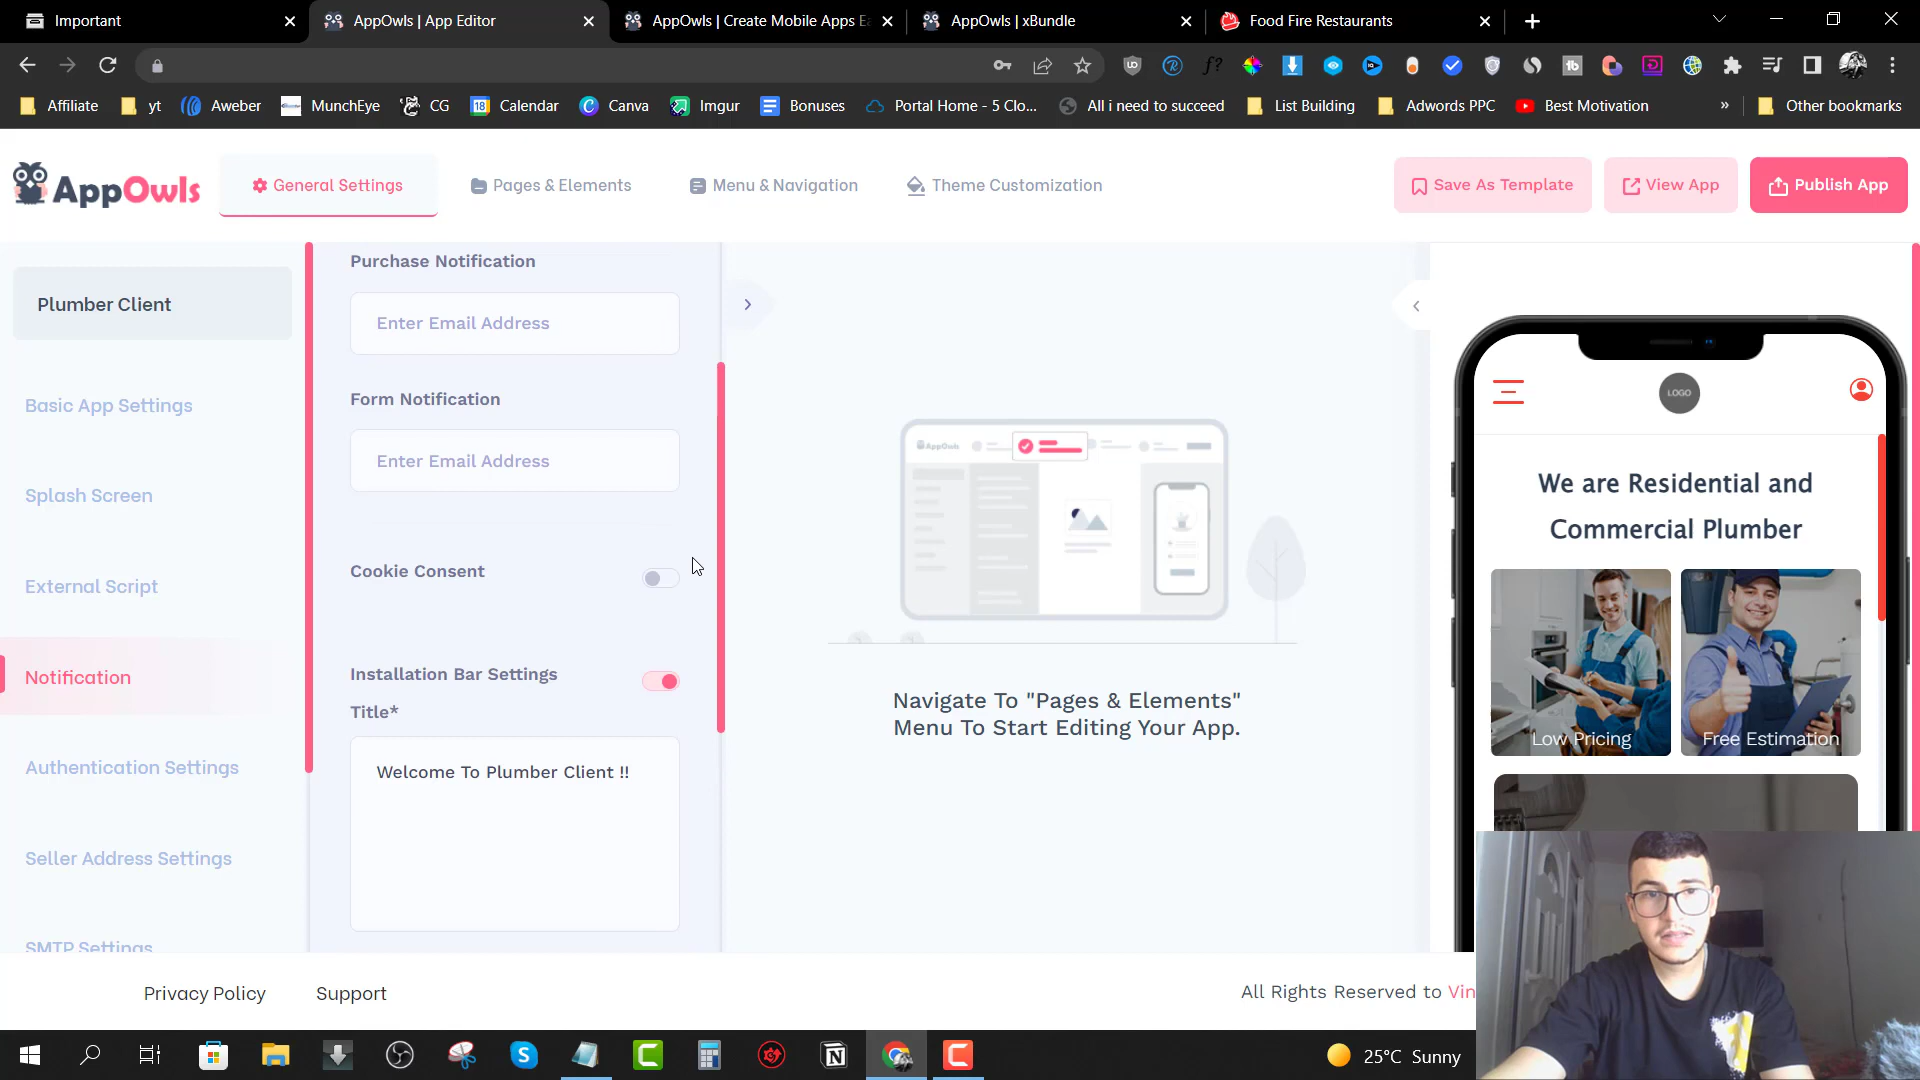 Important
AppOwls | App Editor
AppOwls | Create Mobile Apps Ea
AppOwls | xBundle
Food Fire Restaurants
Affiliate
yt
Aweber
MunchEye
CG
Calendar
Canva
Imgur
Bonuses
Portal Home - 5 Clo...
All i need to succeed
List Building
Adwords PPC
Best Motivation
»
Other bookmarks
AppOwls
General Settings
Pages & Elements
Menu & Navigation
Theme Customization
Save As Template
View App
Publish App
Plumber Client
Basic App Settings
Splash Screen
External Script
Notification
Authentication Settings
Seller Address Settings
SMTP Settings
Purchase Notification
Enter Email Address
Form Notification
Enter Email Address
Cookie Consent
Installation Bar Settings
Title*
Welcome To Plumber Client !!
AppOwls
Navigate To "Pages & Elements"
Menu To Start Editing Your App.
LOGO
We are Residential and
Commercial Plumber
Low Pricing
Free Estimation
Privacy Policy
Support
All Rights Reserved to Vin
25°C Sunny